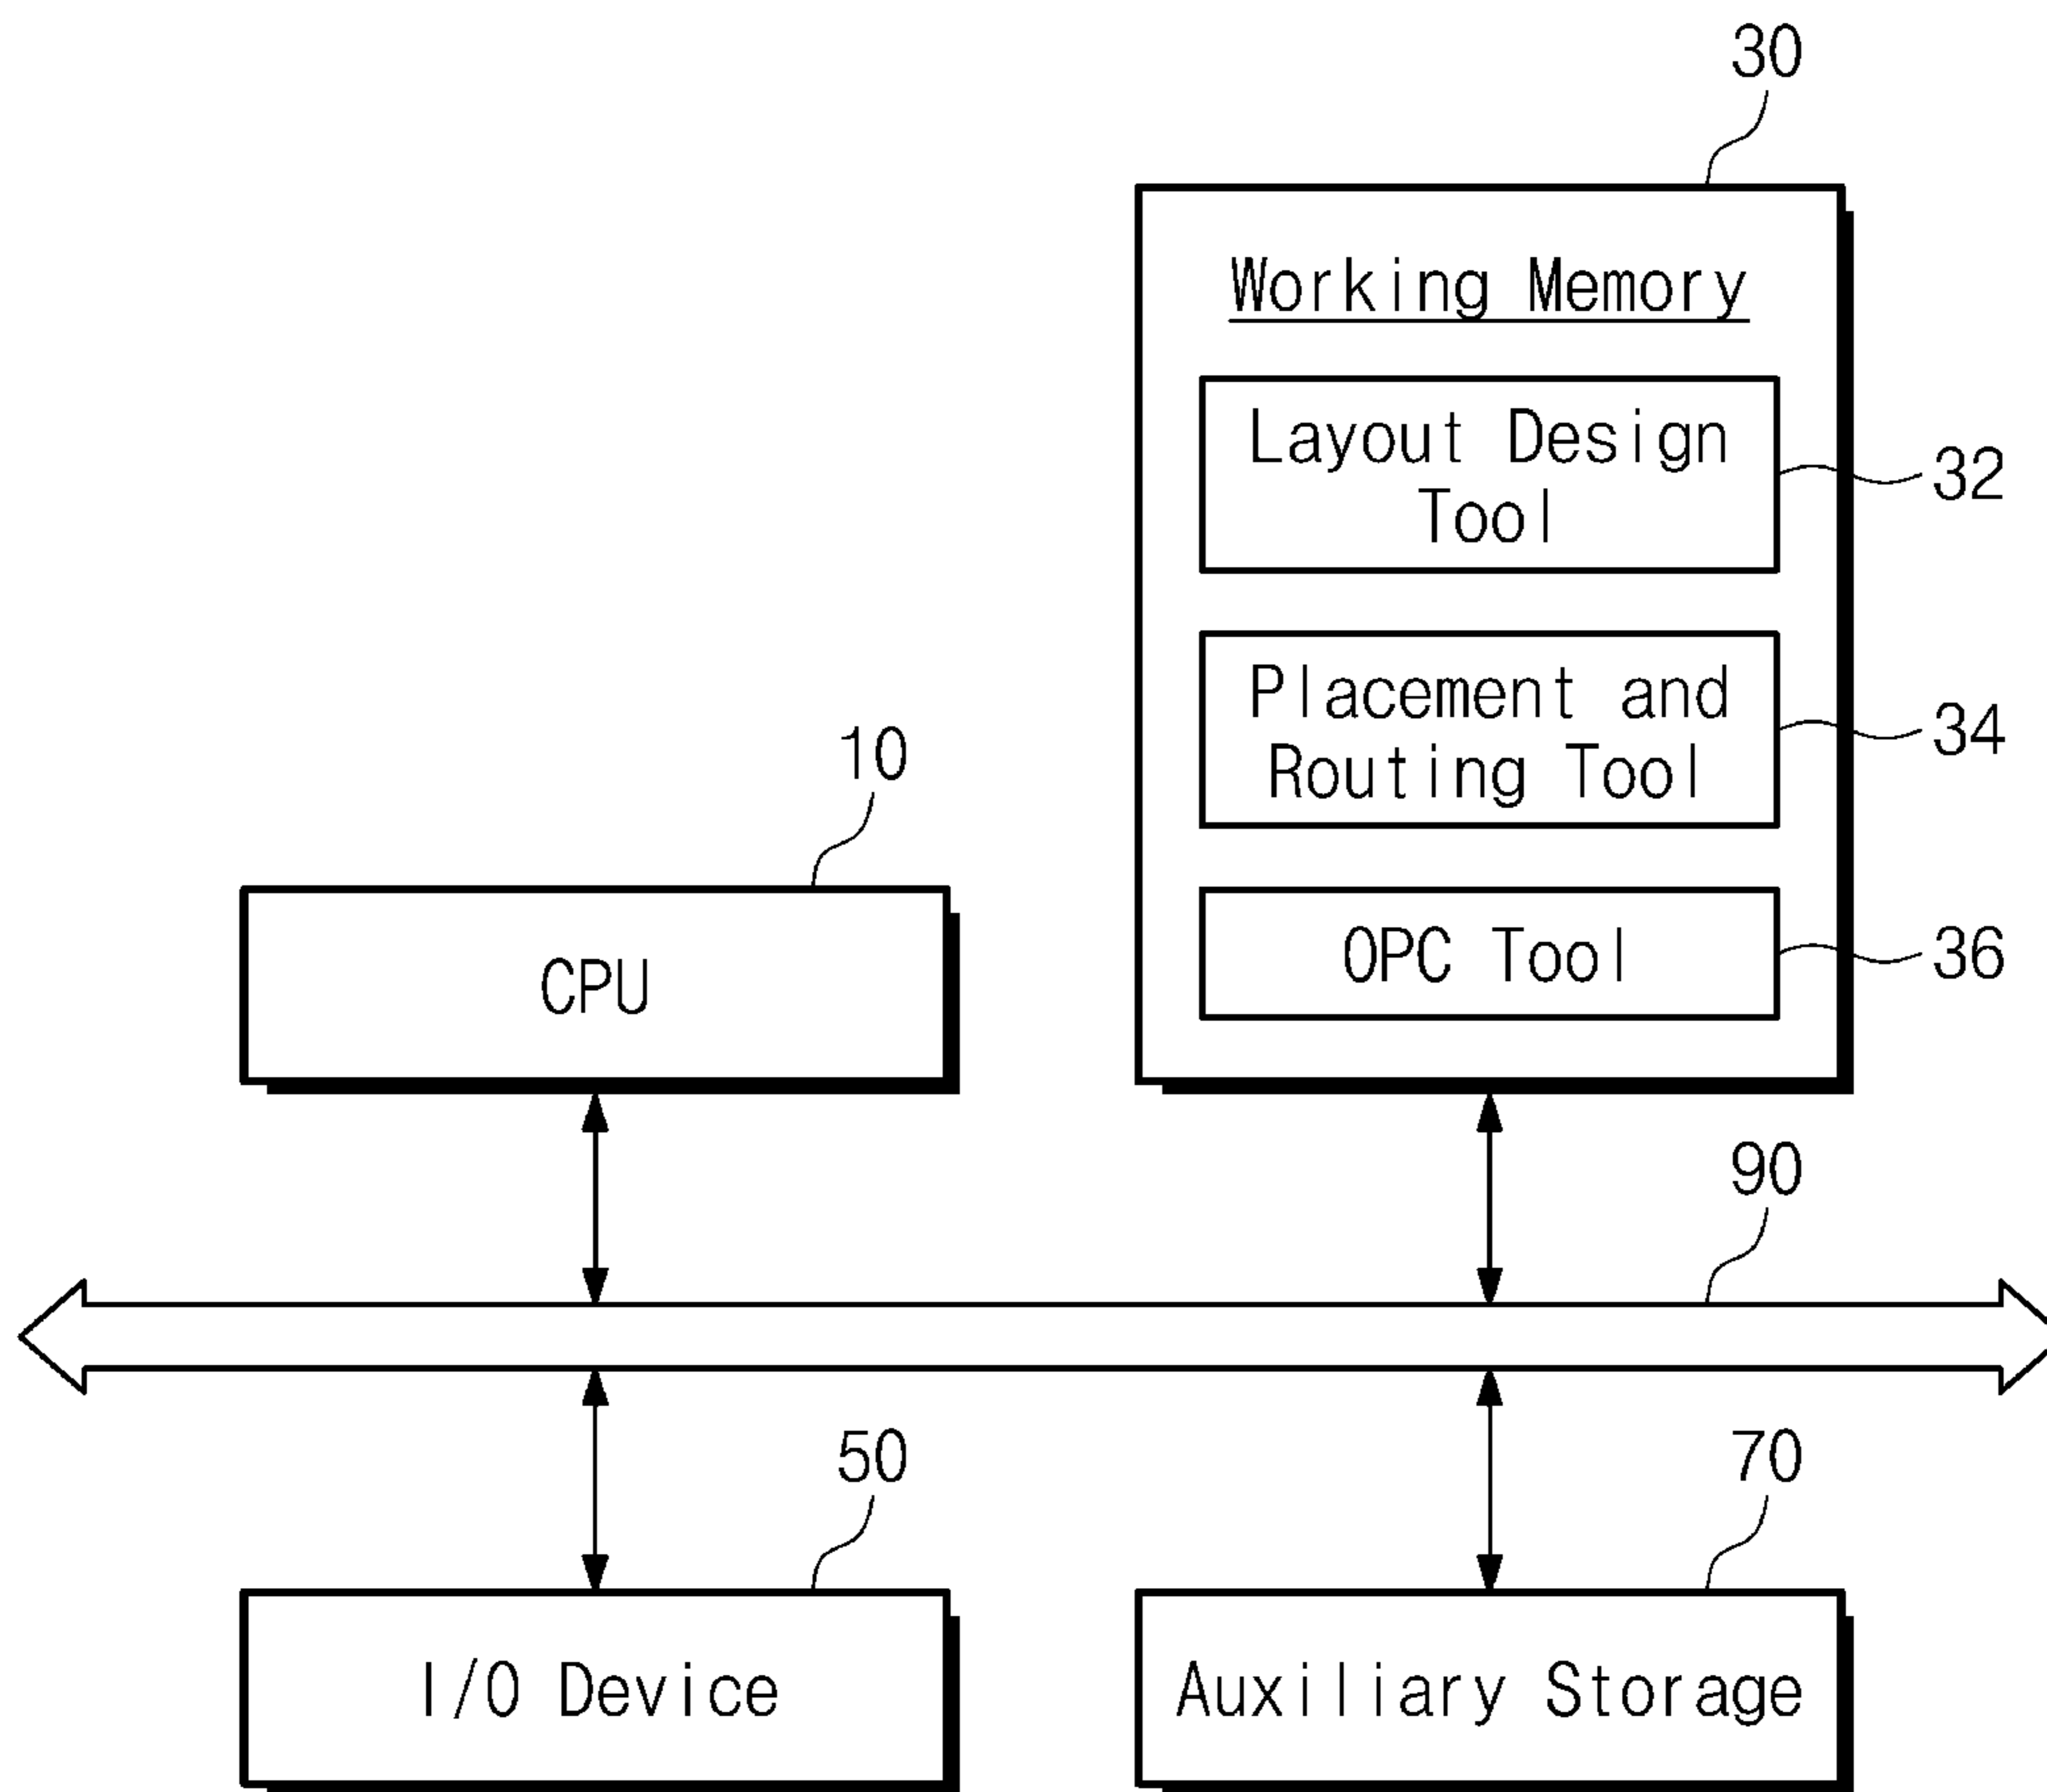 30
Working Memory
Layout Design
Tool
32
Placement and
Routing Tool
34
10
OPC Tool
36
CPU
90
50
70
I/O Device
Auxiliary Storage